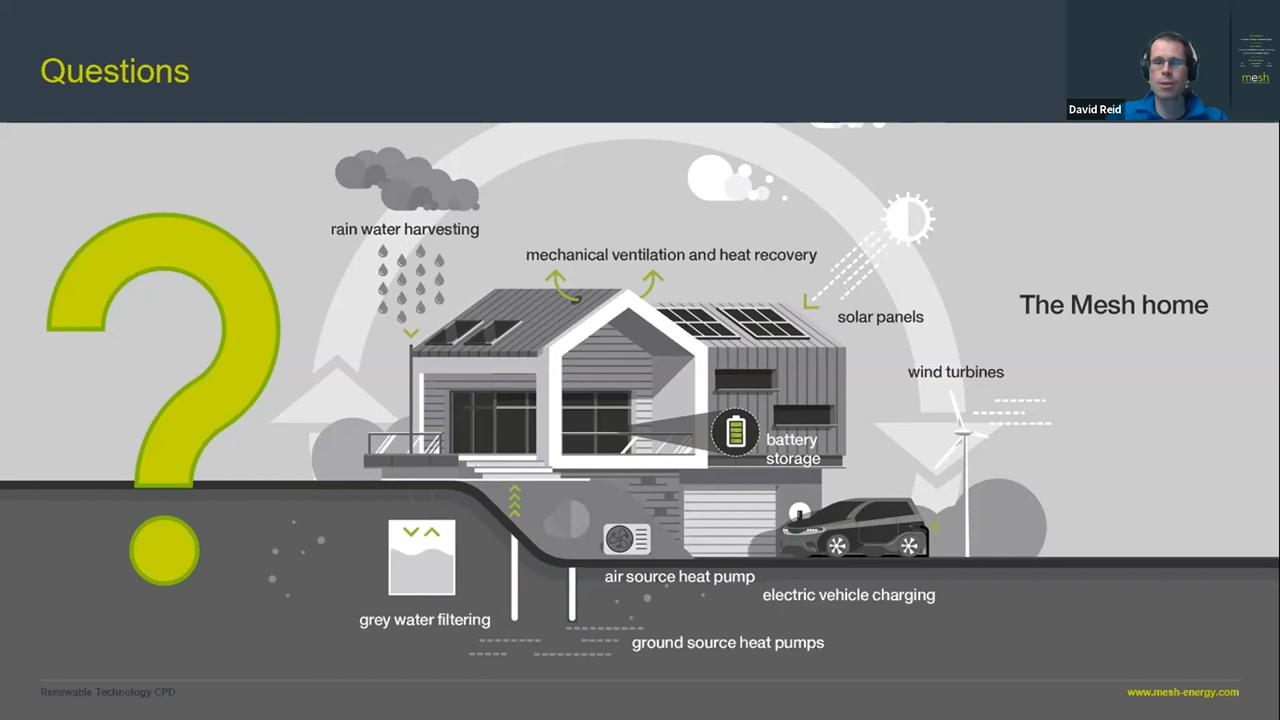 Questions
David Reid
mesh
rain water harvesting
mechanical ventilation and heat recovery
The Mesh home
solar panels
wind turbines
battery
storage
air source heat pump
electric vehicle charging
grey water filtering
ground source heat pumps
Renewable Technology CPD
www.mesh-energy.com